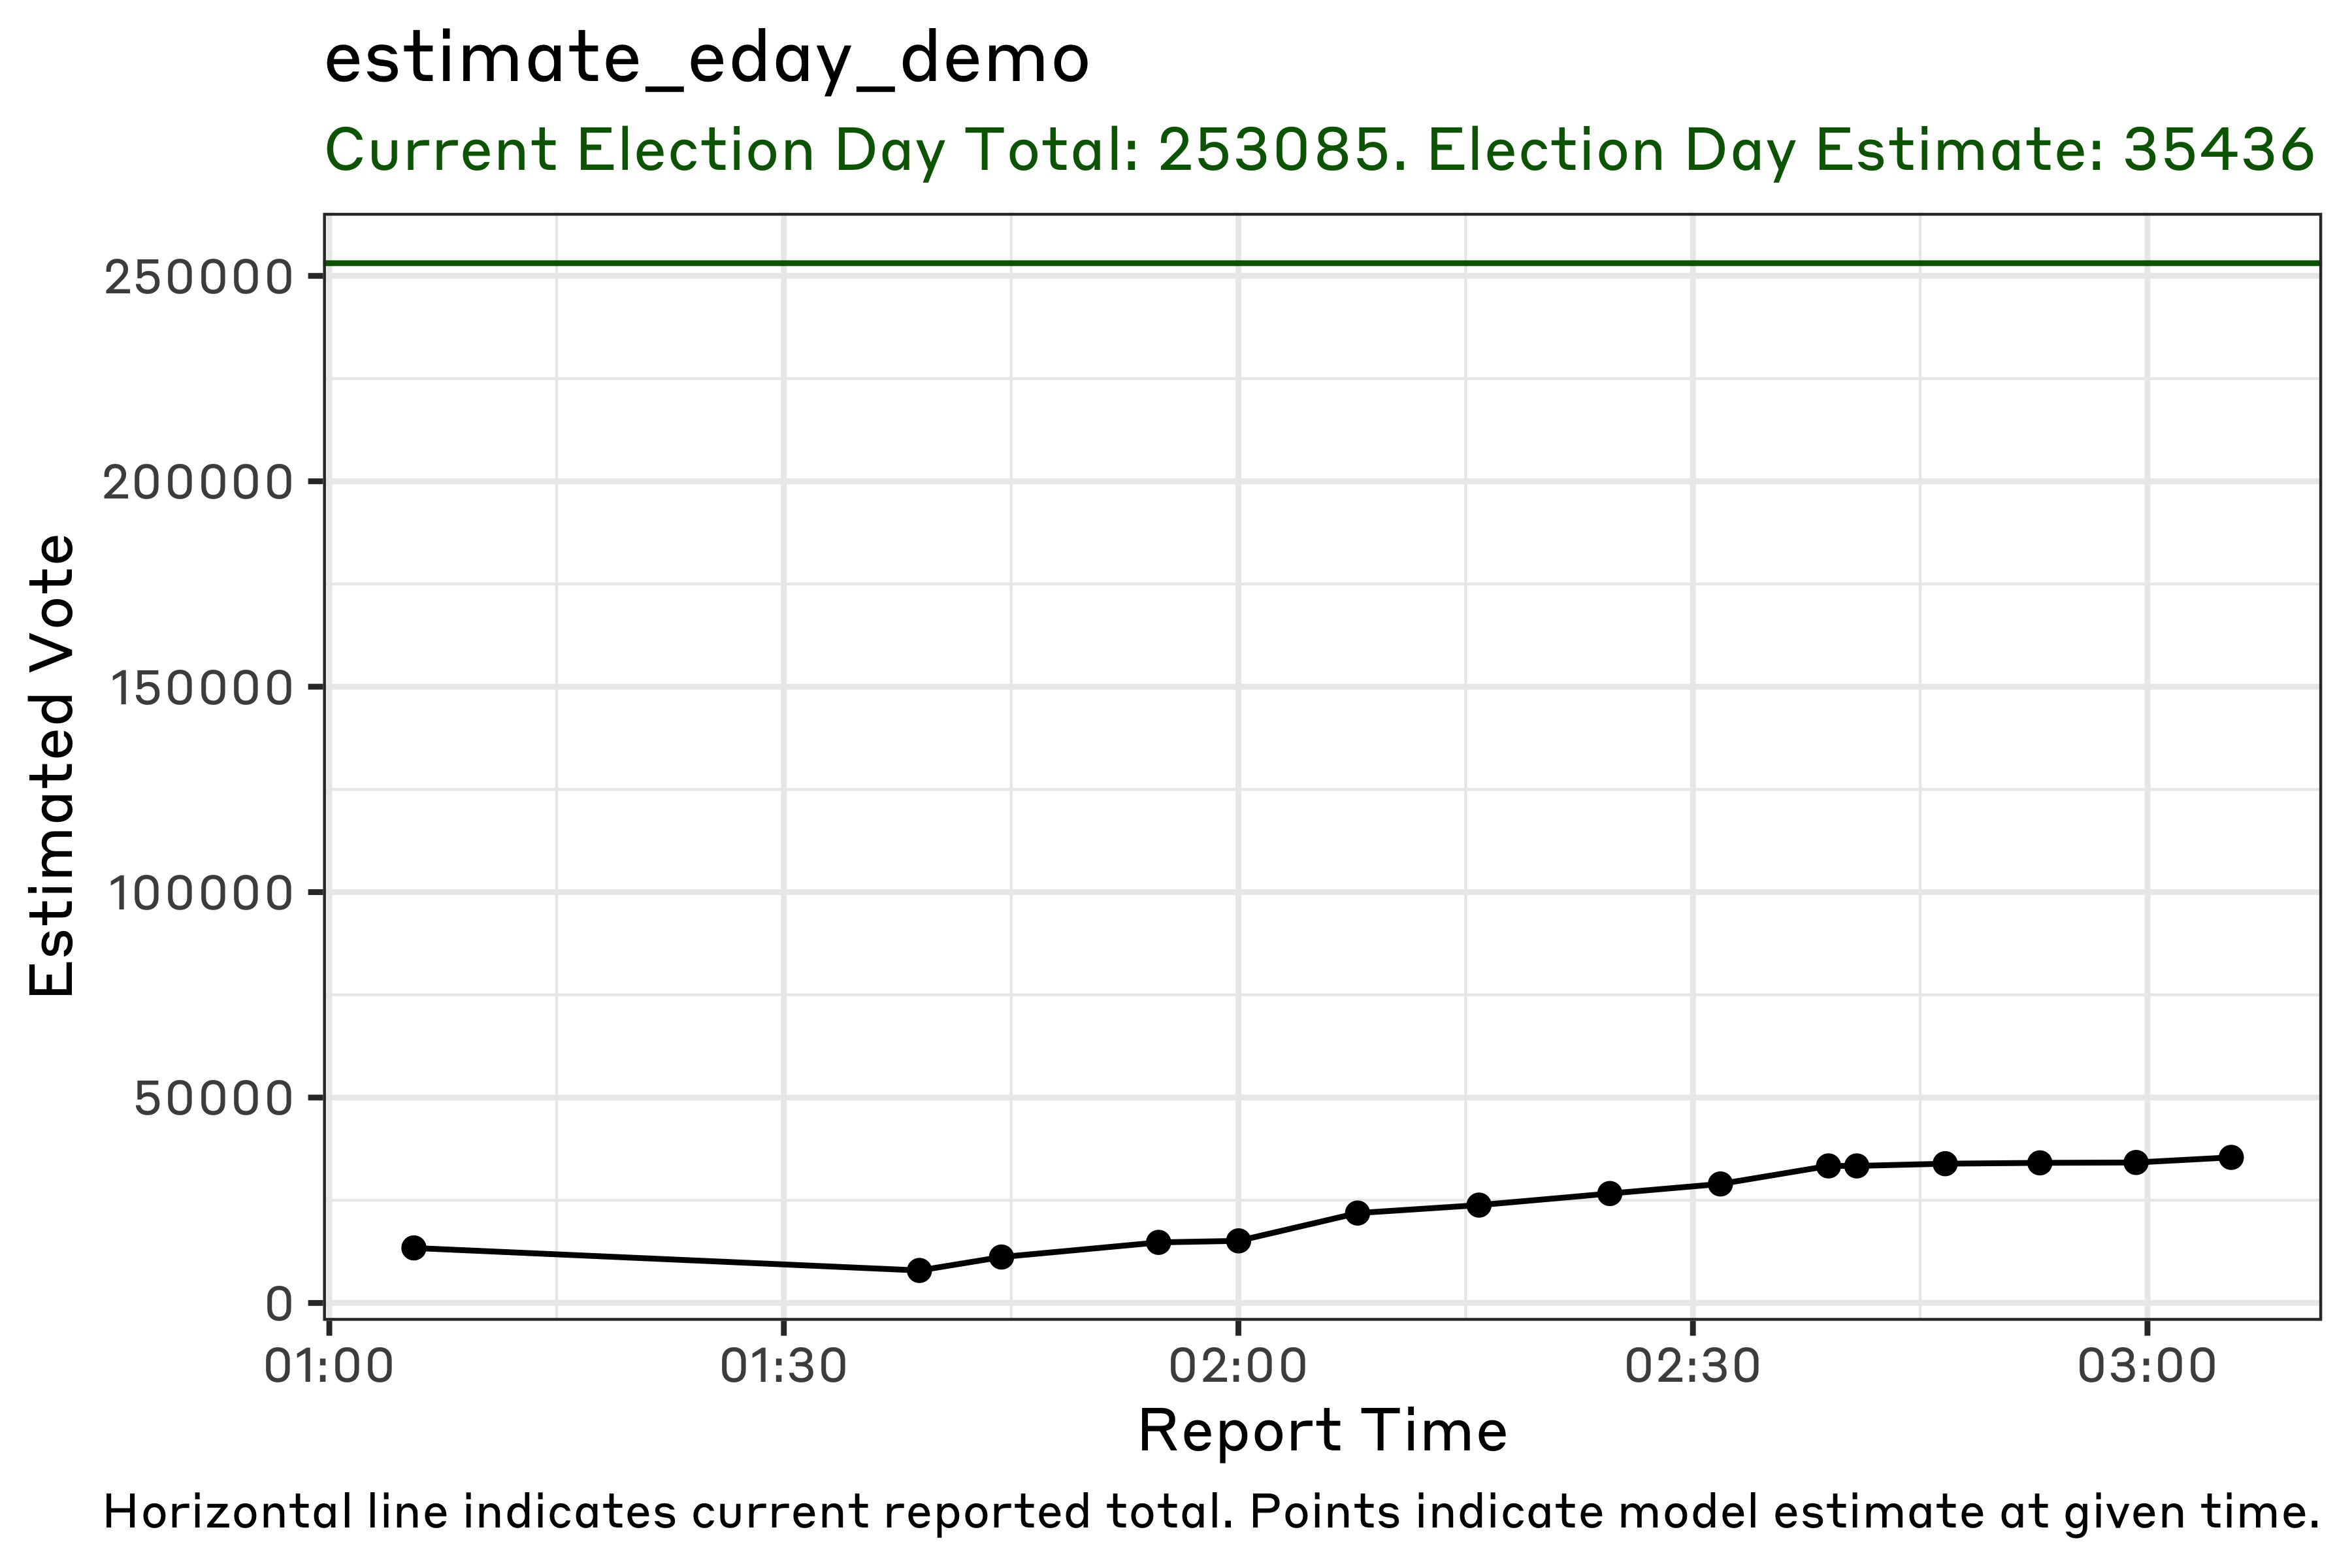 estimate_eday_demo
Current Election Day Total: 253085. Election Day Estimate: 35436
250000
200000
150000
100000
50000
0
Estimated Vote
01:00 01:30 02:00 02:30 03:00
Report Time
Horizontal line indicates current reported total. Points indicate model estimate at given time.